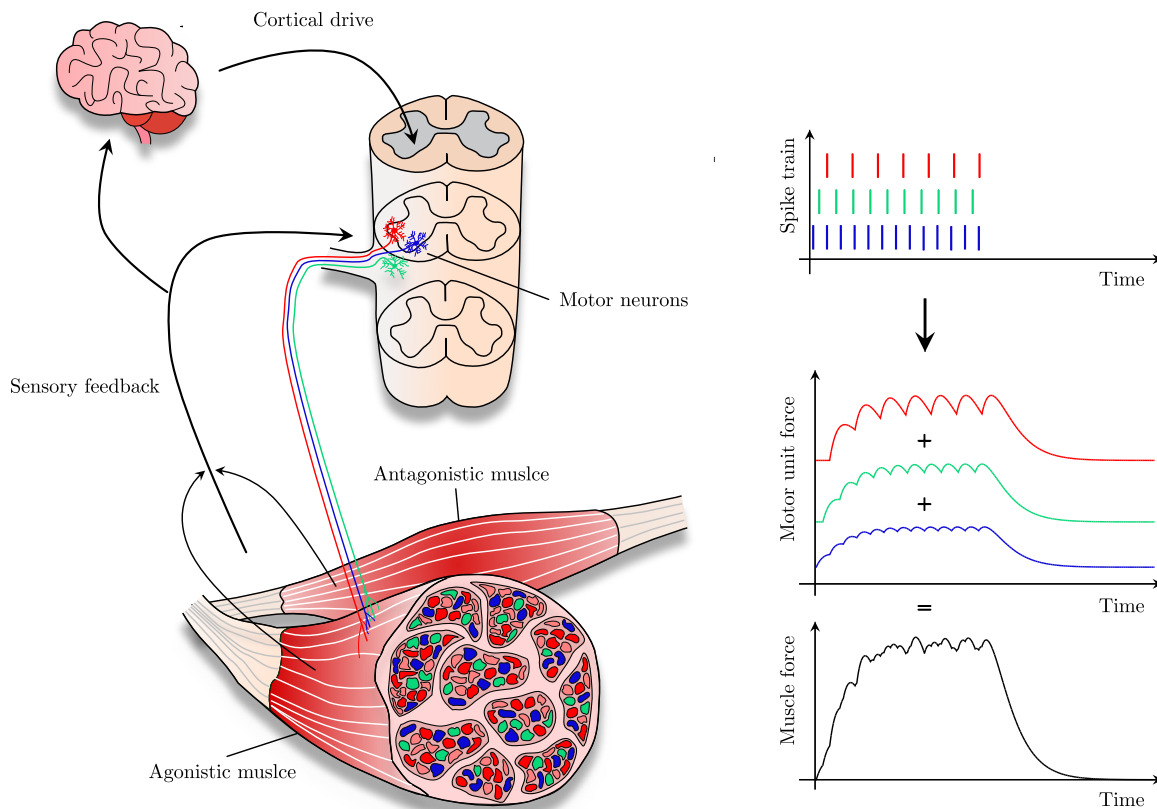 Cortical drive
Motor neurons
Sensory feedback
Antagonistic muslce
Agonistic muslce
Spike train
Time
Motor unit force
+
+
Time
=
Muscle force
Time